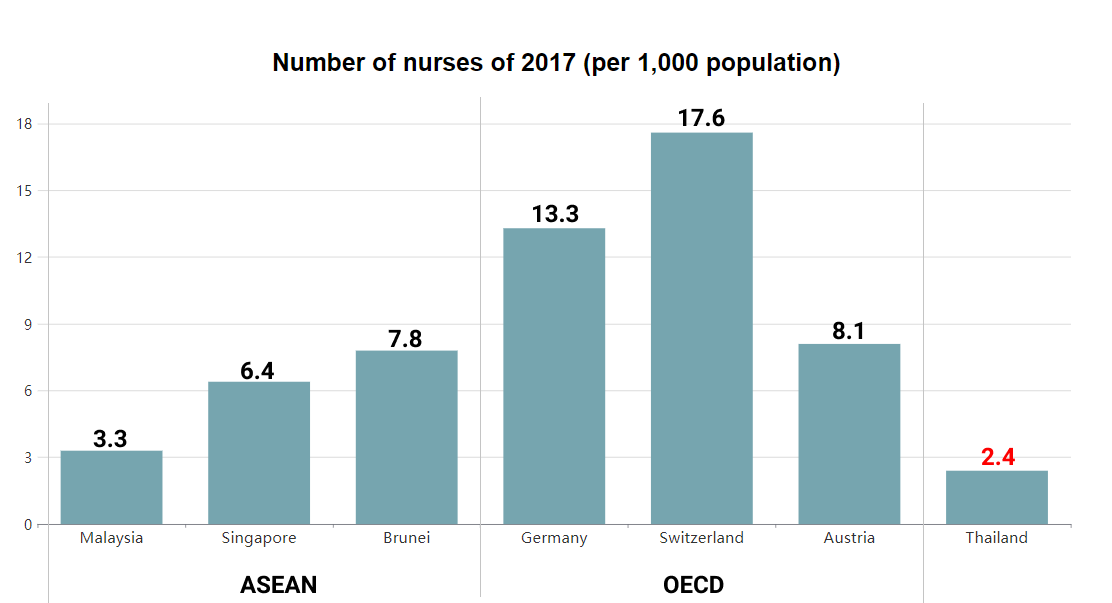 Number of nurses of 2017 (per 1,000 population)
18
15
12
9
6
3
0
3.3
6.4
7.8
13.3
17.6
8.1
2.4
Malaysia
Singapore
Brunei
Germany
Switzerland
Austria
Thailand
ASEAN
OECD